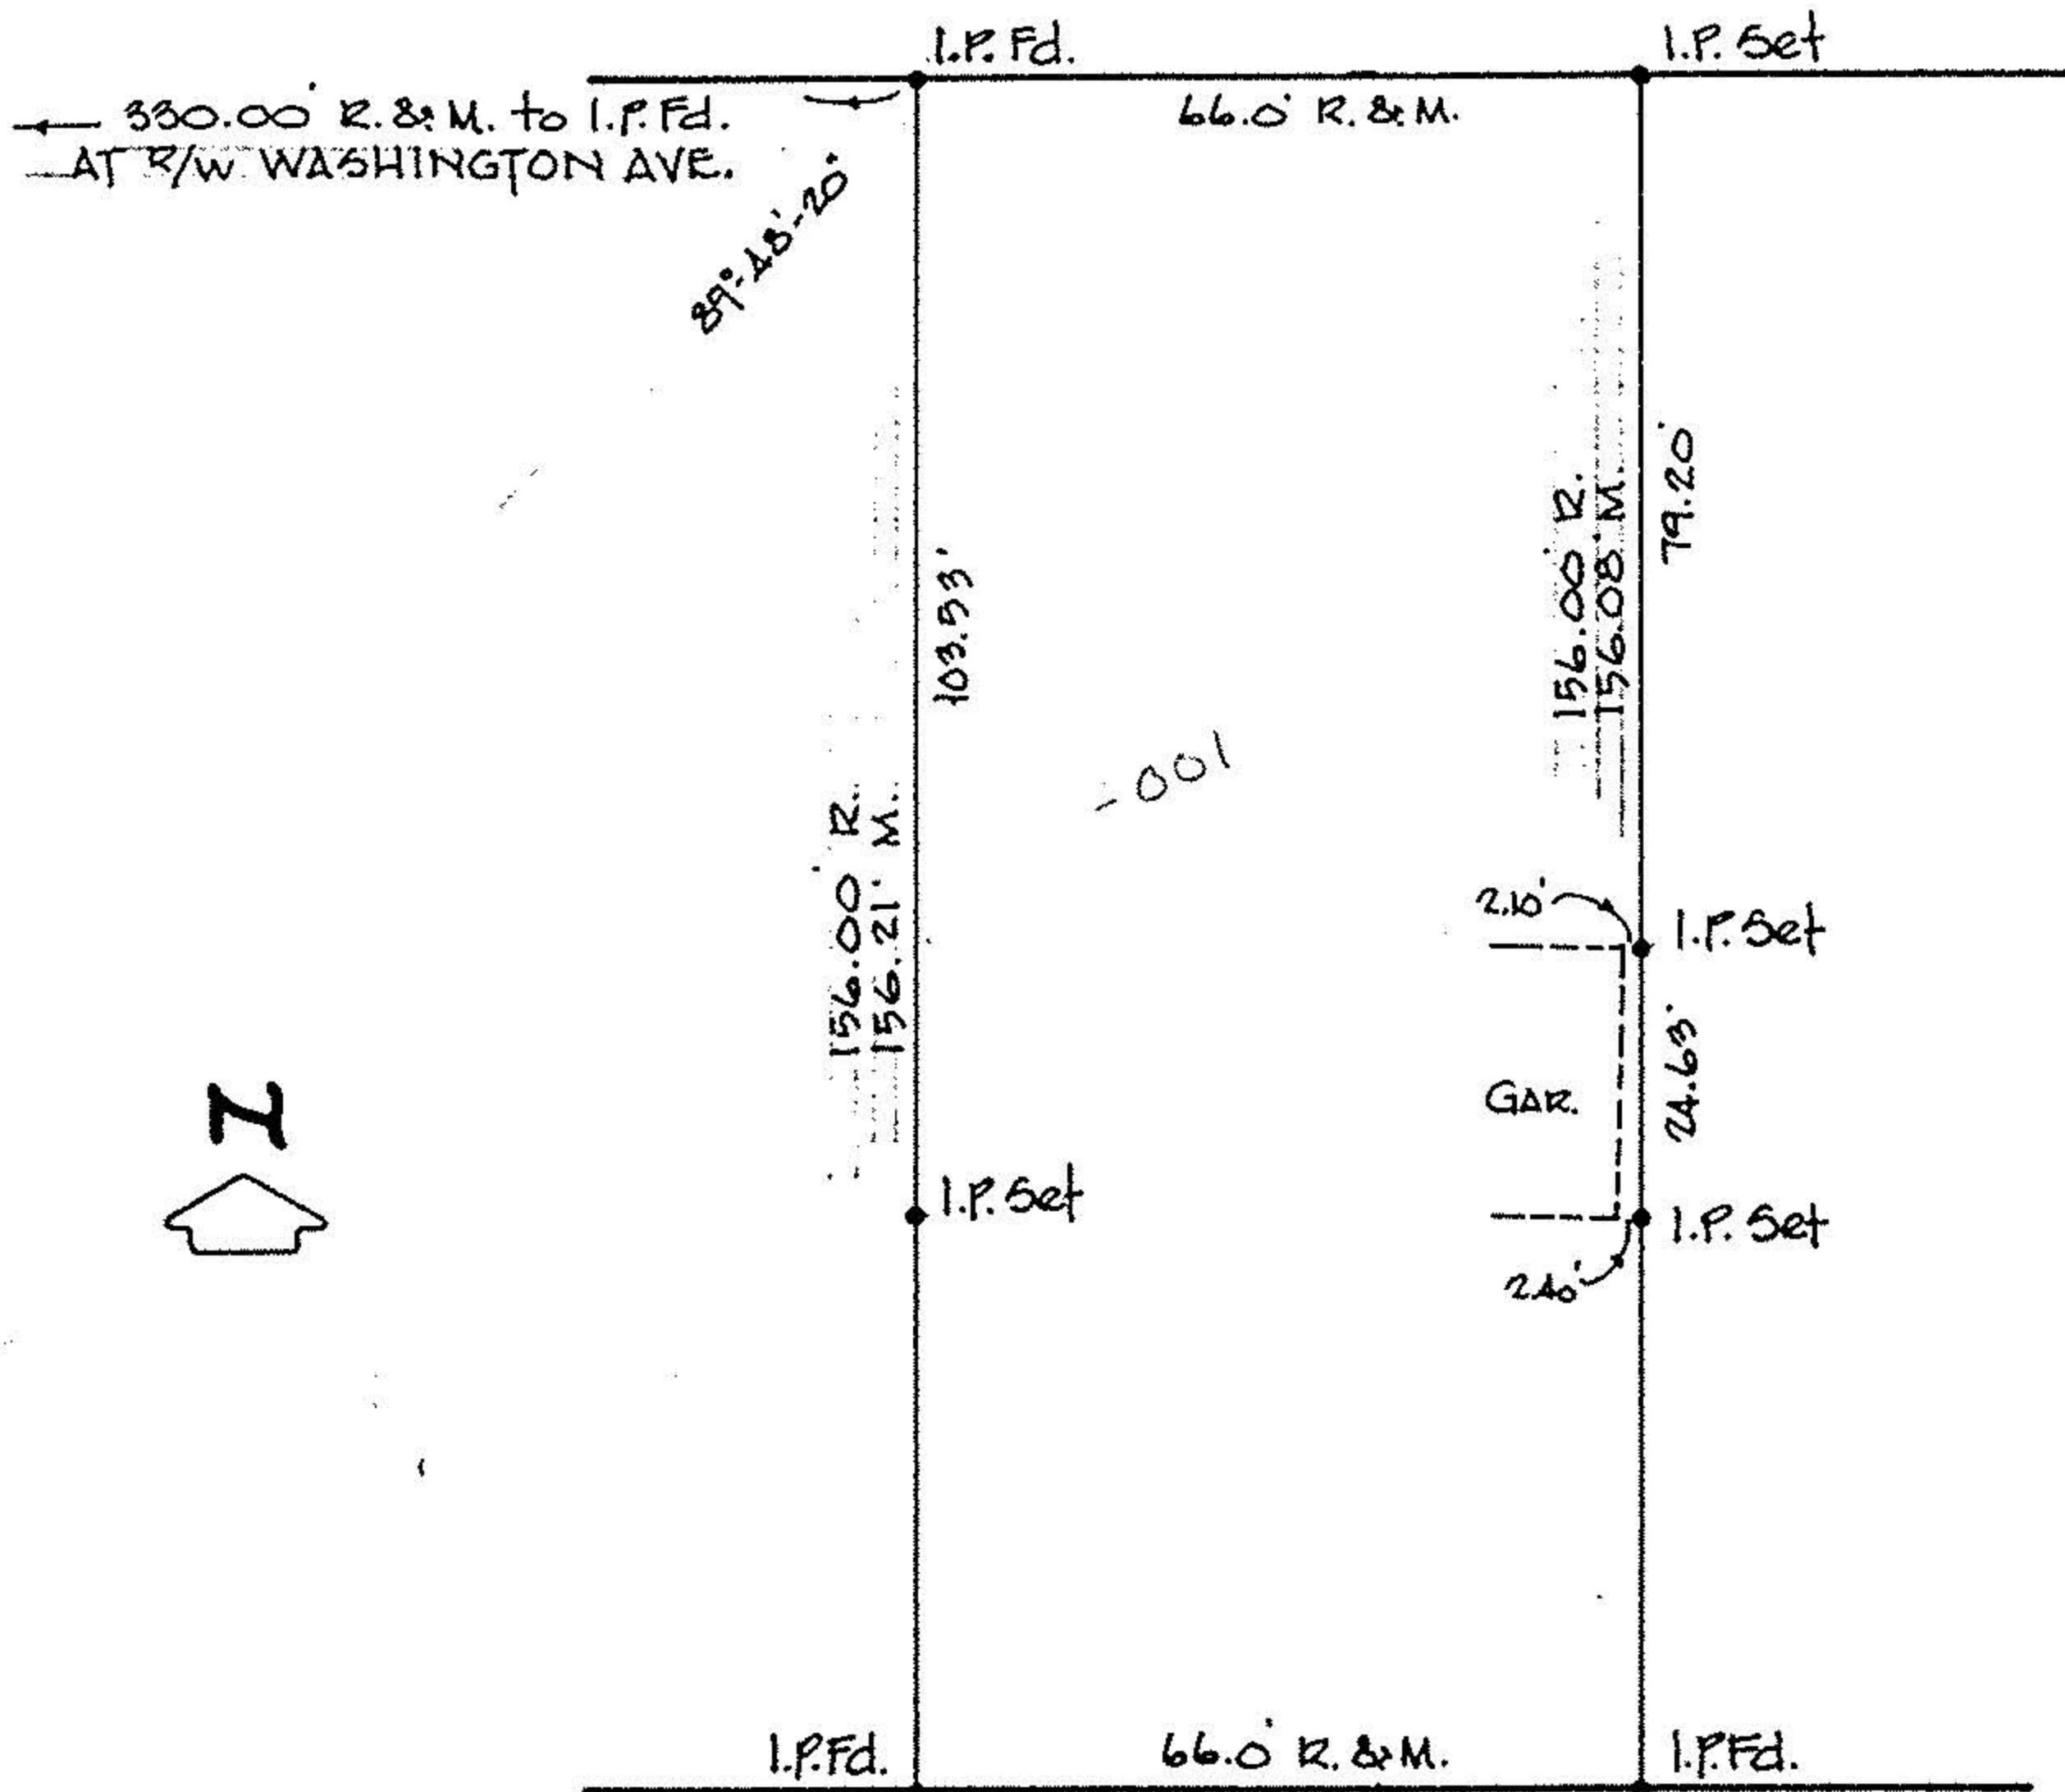 I.P. Fd.
I.P. Set
330.00' R. & M. to I.P. Fd.
AT R/W WASHINGTON AVE.
66.0' R. & M.
89°-48'-20"
103.53'
156.00' R.
156.08' M.
79.20'
-001
156.00' R.
156.21' M.
2.10'
I.P. Set
24.63'
GAR.
N
I.P. Set
I.P. Set
2.40'
I.P. Fd.
66.0' R. & M.
I.P. Fd.